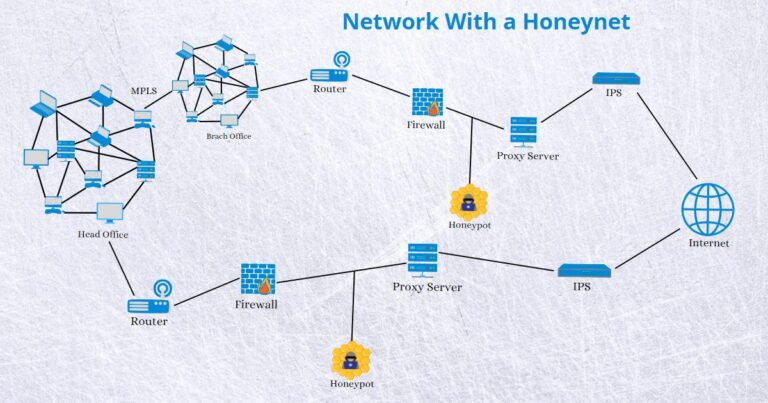 Network With a Honeynet
MPLS
Router
IPS
Firewall
Brach Office
Proxy Server
Honeypot
Head Office
Internet
Proxy Server
IPS
Firewall
Router
Honeypot